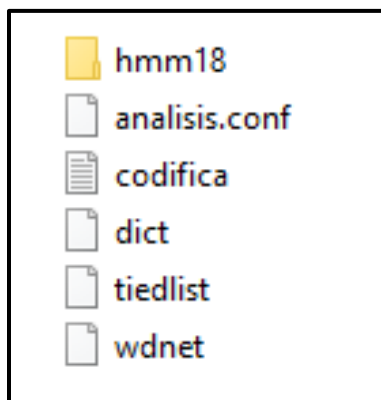 hmm18
analisis.conf
codifica
dict
tiedlist
wdnet